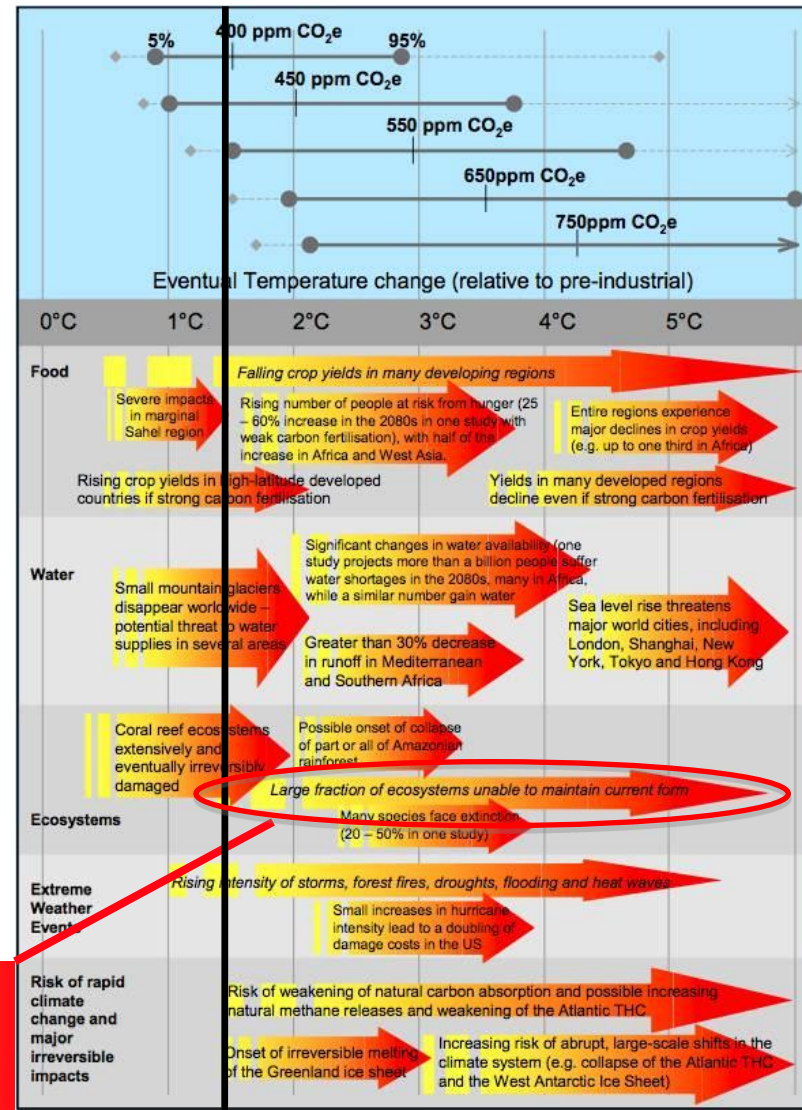 400 ppm CO₂e
5%
95%
450 ppm CO₂e
550 ppm CO₂e
650ppm CO₂e
750ppm CO₂e
Eventual Temperature change (relative to pre-industrial)
0°C 1°C 2°C 3°C 4°C 5°C
Food
Falling crop yields in many developing regions
Severe impacts
in marginal
Sahel region
Rising number of people at risk from hunger (25
– 60% increase in the 2080s in one study with
weak carbon fertilisation), with half of the
increase in Africa and West Asia.
Entire regions experience
major declines in crop yields
(e.g. up to one third in Africa)
Rising crop yields in high-latitude developed
countries if strong carbon fertilisation
Yields in many developed regions
decline even if strong carbon fertilisation
Water
Small mountain glaciers
disappear worldwide –
potential threat to water
supplies in several areas
Significant changes in water availability (one
study projects more than a billion people suffer
water shortages in the 2080s, many in Africa,
while a similar number gain water
Greater than 30% decrease
in runoff in Mediterranean
and Southern Africa
Sea level rise threatens
major world cities, including
London, Shanghai, New
York, Tokyo and Hong Kong
Ecosystems
Coral reef ecosystems
extensively and
eventually irreversibly
damaged
Possible onset of collapse
of part or all of Amazonian
rainforest
Large fraction of ecosystems unable to maintain current form
Many species face extinction
(20 – 50% in one study)
Extreme
Weather
Events
Rising intensity of storms, forest fires, droughts, flooding and heat waves
Small increases in hurricane
intensity lead to a doubling of
damage costs in the US
Risk of rapid
climate
change and
major
irreversible
impacts
Risk of weakening of natural carbon absorption and possible increasing
natural methane releases and weakening of the Atlantic THC
Onset of irreversible melting
of the Greenland ice sheet
Increasing risk of abrupt, large-scale shifts in the
climate system (e.g. collapse of the Atlantic THC
and the West Antarctic Ice Sheet)